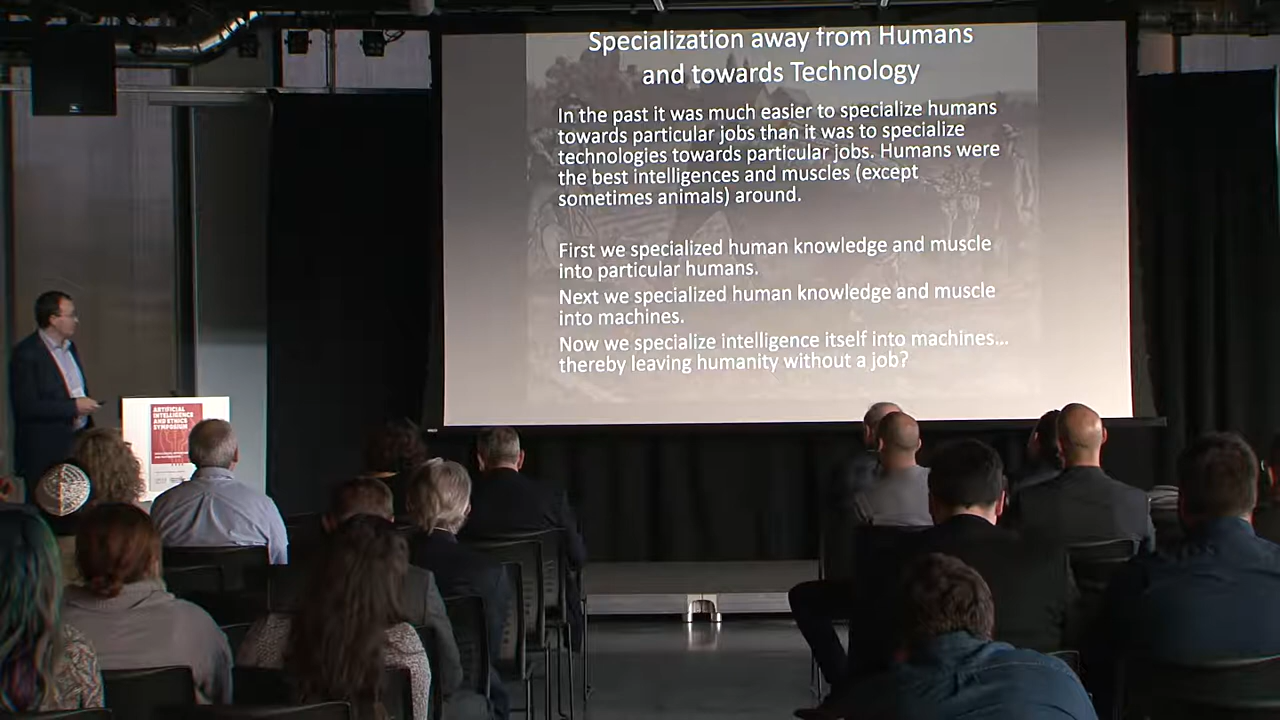 Specialization away from Humans
and towards Technology
In the past it was much easier to specialize humans
towards particular jobs than it was to specialize
technologies towards particular jobs. Humans were
the best intelligences and muscles (except
sometimes animals) around.
First we specialized human knowledge and muscle
into particular humans.
Next we specialized human knowledge and muscle
into machines.
Now we specialize intelligence itself into machines...
thereby leaving humanity without a job?
ARTIFICIAL
INTELLIGENCE
AND ETHICS
SYMPOSIUM